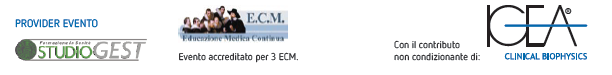 PROVIDER EVENTO
Formazione in Sanità
STUDIOGEST
E.C.M.
Educazione Medica Continua
Evento accreditato per 3 ECM.
Con il contributo
non condizionante di:
IGEA®
CLINICAL BIOPHYSICS